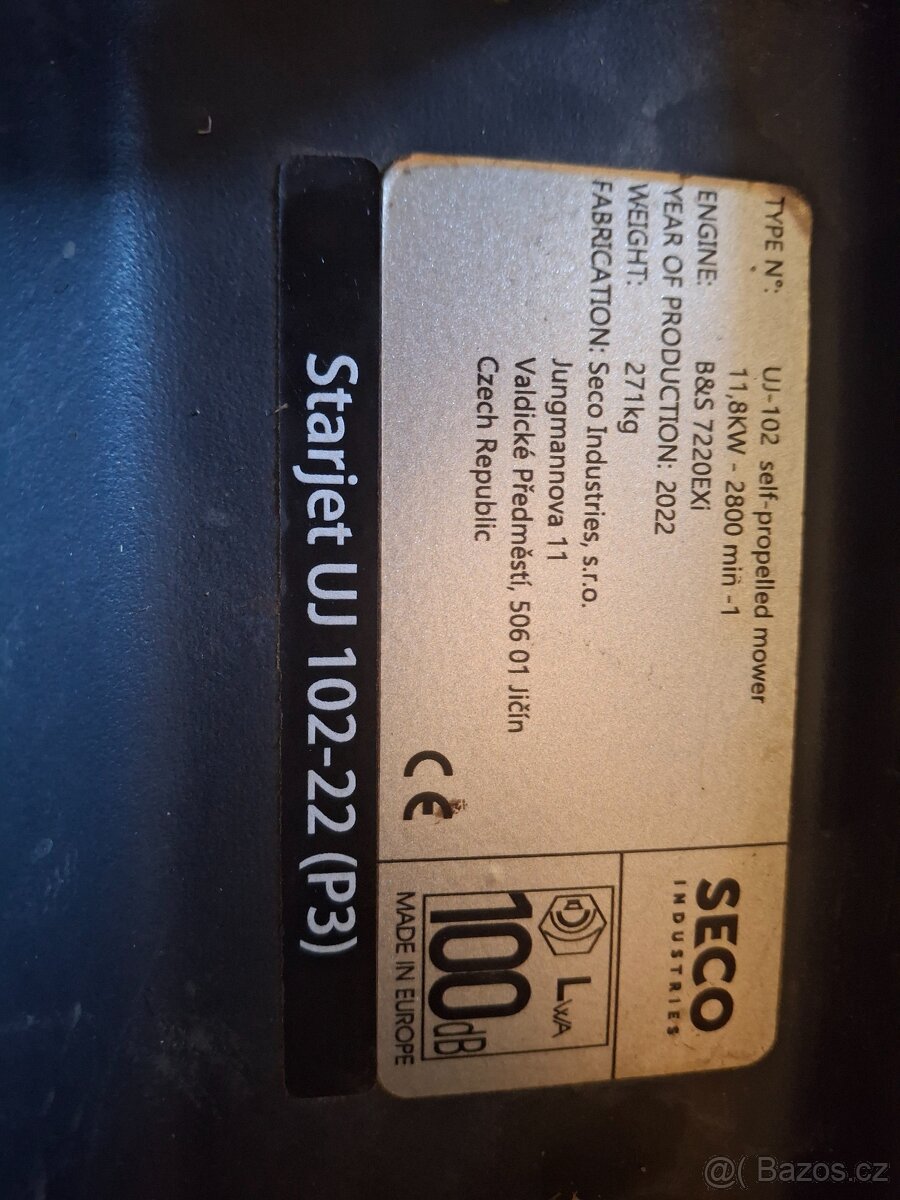 TYPE N°: UJ-102 self-propelled mower
11,8KW - 2800 min -1
ENGINE: B&S 7220EXi
YEAR OF PRODUCTION: 2022
WEIGHT: 271kg
FABRICATION: Seco Industries, s.r.o.
Jungmannova 11
Valdické Předměstí, 506 01 Jičín
Czech Republic
CE
SECO
INDUSTRIES
LWA
100dB
MADE IN EUROPE
Starjet UJ 102-22 (P3)
@( Bazos.cz